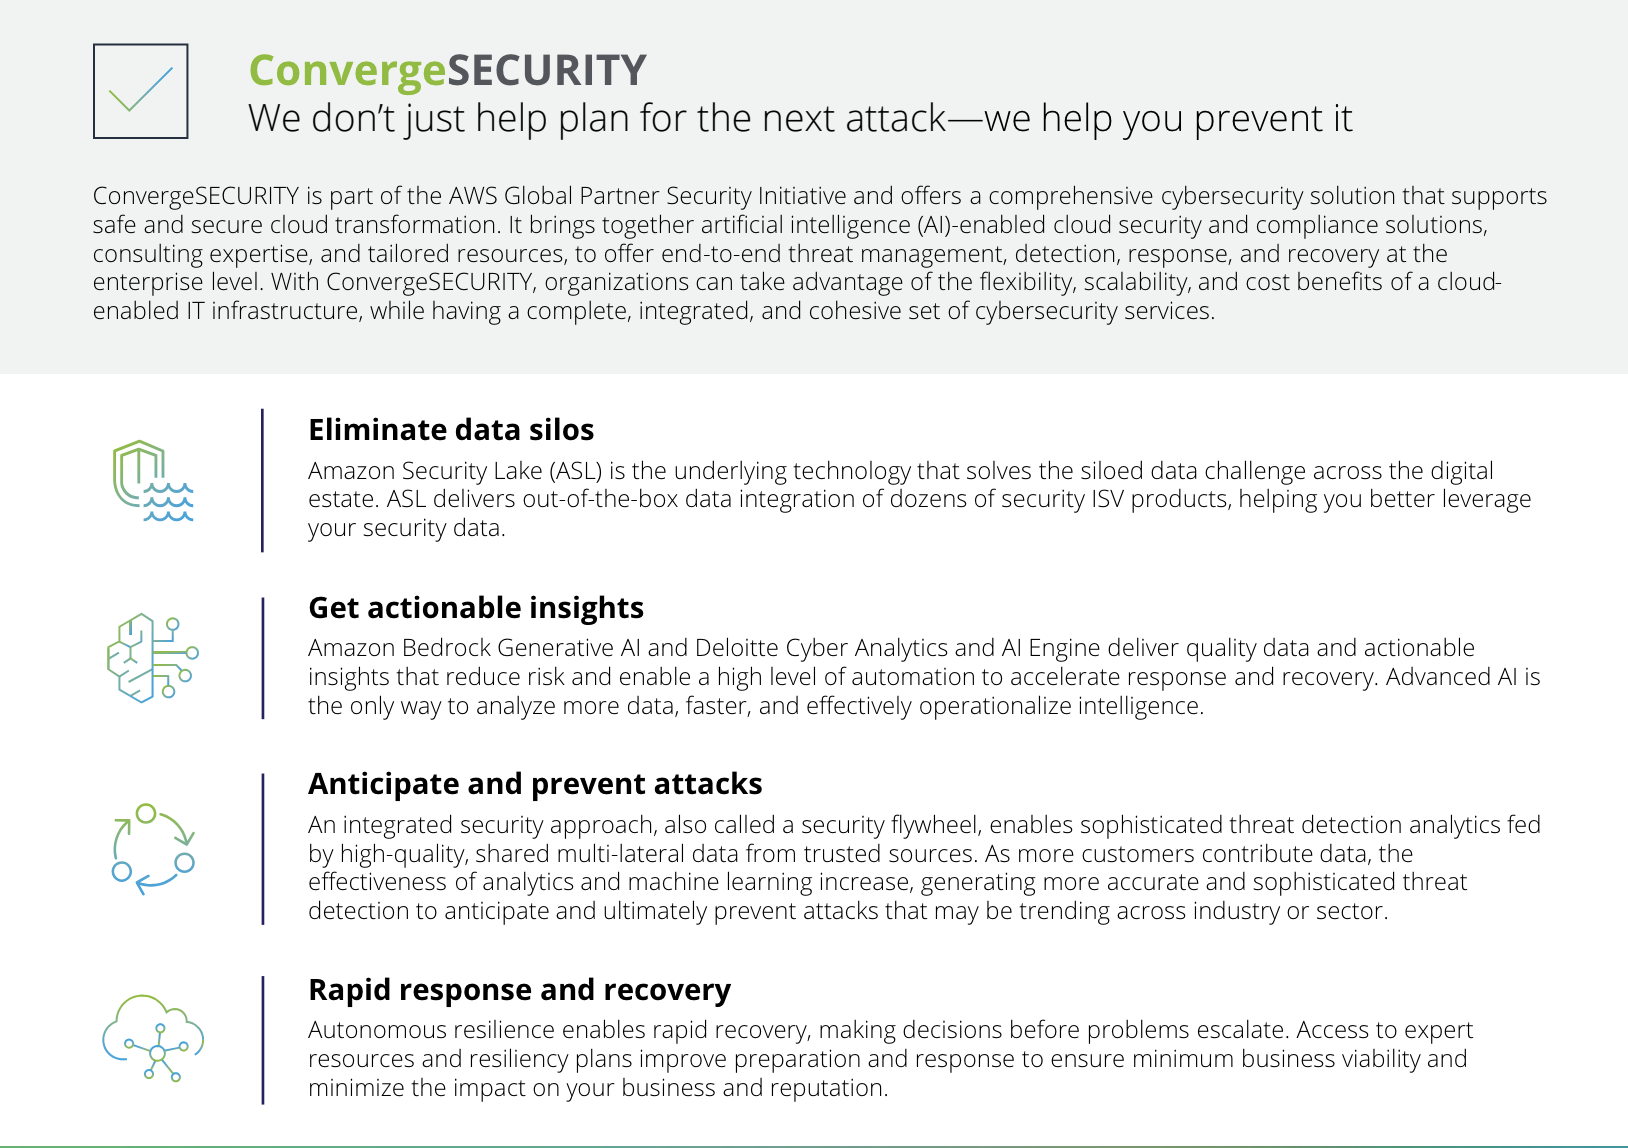 ConvergeSECURITY
We don’t just help plan for the next attack—we help you prevent it
ConvergeSECURITY is part of the AWS Global Partner Security Initiative and offers a comprehensive cybersecurity solution that supports
safe and secure cloud transformation. It brings together artificial intelligence (AI)-enabled cloud security and compliance solutions,
consulting expertise, and tailored resources, to offer end-to-end threat management, detection, response, and recovery at the
enterprise level. With ConvergeSECURITY, organizations can take advantage of the flexibility, scalability, and cost benefits of a cloud-
enabled IT infrastructure, while having a complete, integrated, and cohesive set of cybersecurity services.
Eliminate data silos
Amazon Security Lake (ASL) is the underlying technology that solves the siloed data challenge across the digital
estate. ASL delivers out-of-the-box data integration of dozens of security ISV products, helping you better leverage
your security data.
Get actionable insights
Amazon Bedrock Generative AI and Deloitte Cyber Analytics and AI Engine deliver quality data and actionable
insights that reduce risk and enable a high level of automation to accelerate response and recovery. Advanced AI is
the only way to analyze more data, faster, and effectively operationalize intelligence.
Anticipate and prevent attacks
An integrated security approach, also called a security flywheel, enables sophisticated threat detection analytics fed
by high-quality, shared multi-lateral data from trusted sources. As more customers contribute data, the
effectiveness of analytics and machine learning increase, generating more accurate and sophisticated threat
detection to anticipate and ultimately prevent attacks that may be trending across industry or sector.
Rapid response and recovery
Autonomous resilience enables rapid recovery, making decisions before problems escalate. Access to expert
resources and resiliency plans improve preparation and response to ensure minimum business viability and
minimize the impact on your business and reputation.